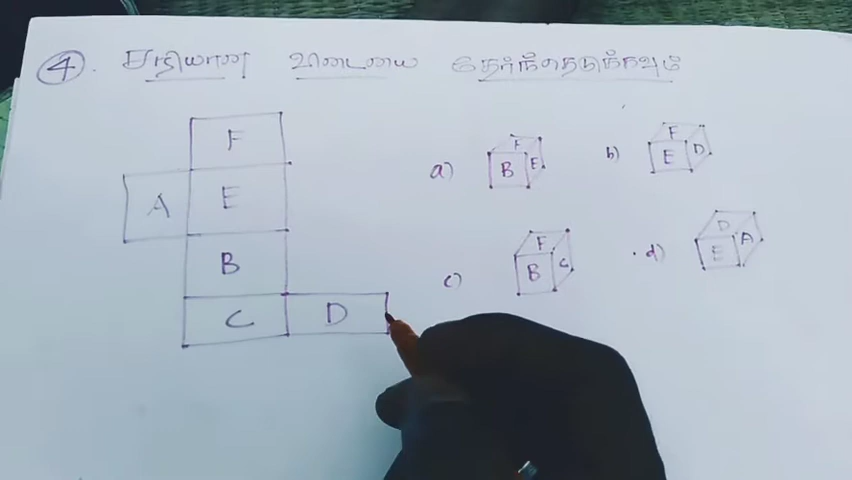 4. சரியான விடையை தேர்ந்தெடுக்கவும்
F
A E
B
C D
a) F B E
b) F E D
c) F B C
d) D E A